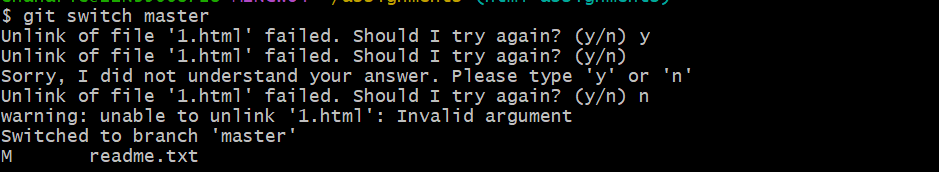 $ git switch master
Unlink of file '1.html' failed. Should I try again? (y/n) y
Unlink of file '1.html' failed. Should I try again? (y/n)
Sorry, I did not understand your answer. Please type 'y' or 'n'
Unlink of file '1.html' failed. Should I try again? (y/n) n
warning: unable to unlink '1.html': Invalid argument
Switched to branch 'master'
M       readme.txt